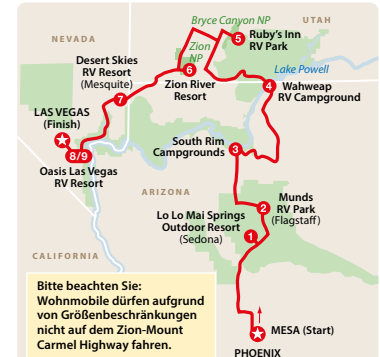 Bryce Canyon NP
UTAH
NEVADA
5
Ruby's Inn
RV Park
Zion
NP
Desert Skies
RV Resort
(Mesquite)
6
Zion River
Resort
Lake Powell
4
Wahweap
RV Campground
7
LAS VEGAS
(Finish)
8/9
Oasis Las Vegas
RV Resort
South Rim
Campgrounds
3
ARIZONA
Munds
RV Park
(Flagstaff)
2
Lo Lo Mai Springs
Outdoor Resort
(Sedona)
1
CALIFORNIA
Bitte beachten Sie:
Wohnmobile dürfen aufgrund
von Größenbeschränkungen
nicht auf dem Zion-Mount
Carmel Highway fahren.
MESA (Start)
PHOENIX